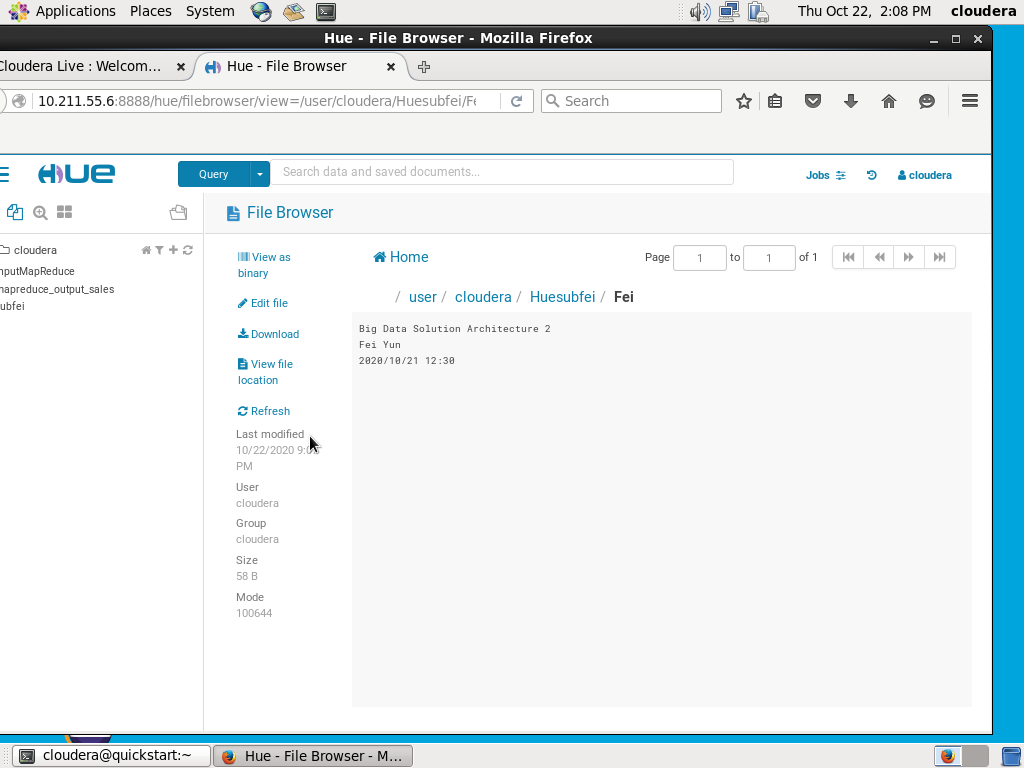 Applications Places System Thu Oct 22, 2:08 PM cloudera
Hue - File Browser - Mozilla Firefox
Cloudera Live : Welcom... Hue - File Browser
10.211.55.6:8888/hue/filebrowser/view=/user/cloudera/Huesubfei/Fe Search
HUE Query Search data and saved documents... Jobs cloudera
File Browser
cloudera
nputMapReduce
mapreduce_output_sales
ubfei
View as
binary
Edit file
Download
View file
location
Refresh
Last modified
10/22/2020
PM
User
cloudera
Group
cloudera
Size
58 B
Mode
100644
Home Page 1 to 1 of 1
/ user / cloudera / Huesubfei / Fei
Big Data Solution Architecture 2
Fei Yun
2020/10/21 12:30
cloudera@quickstart:~ Hue - File Browser - M...